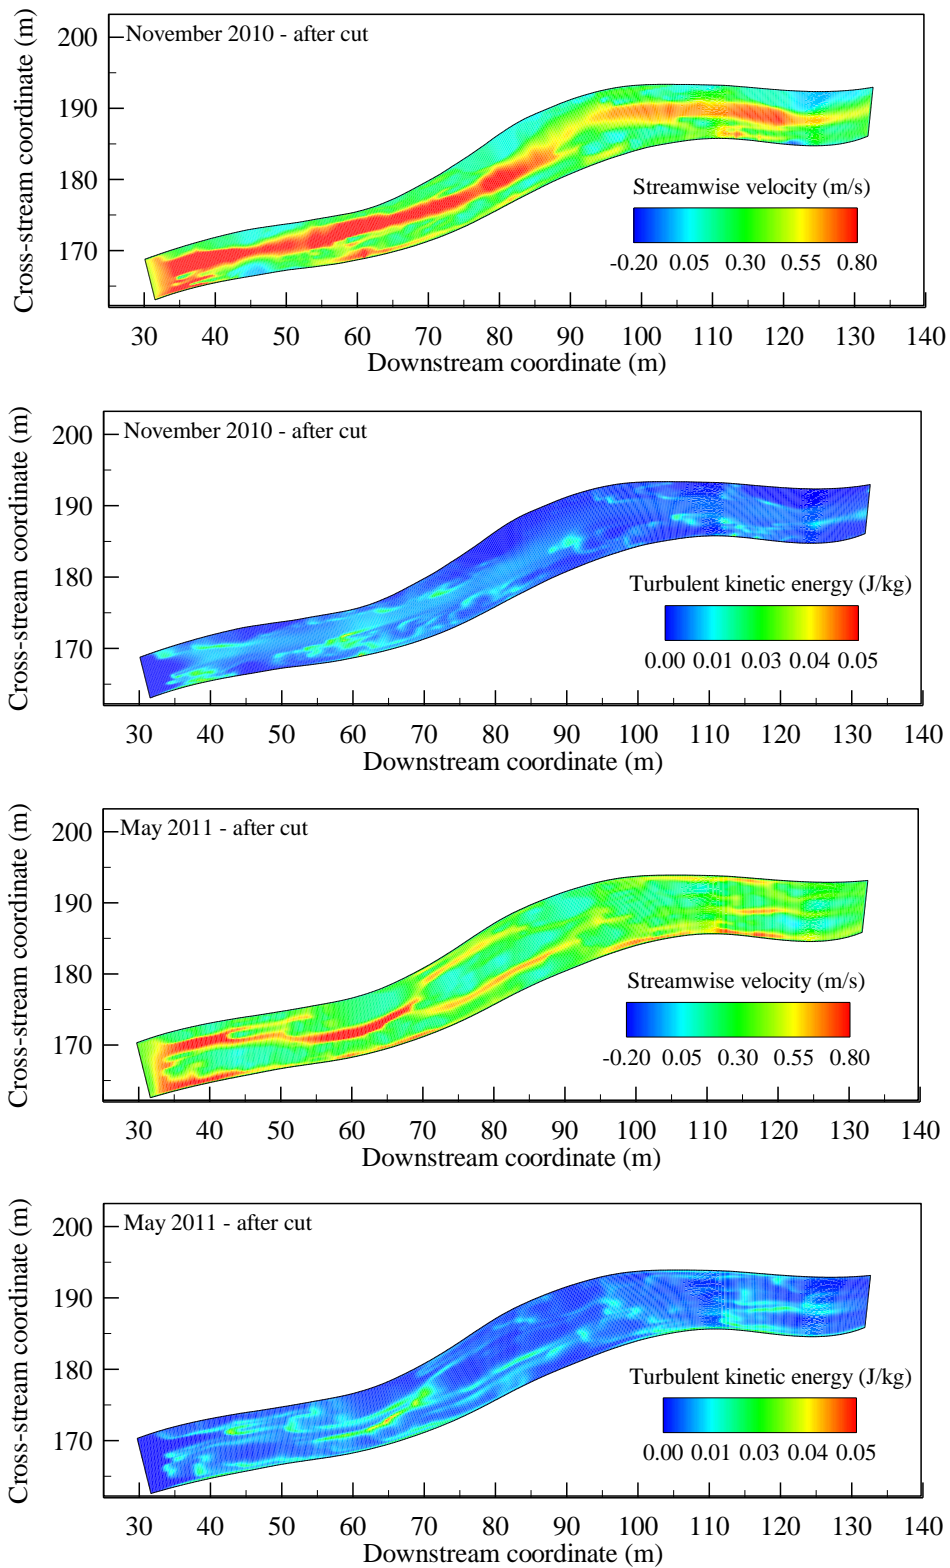 November 2010 - after cut
Cross-stream coordinate (m)
200
190
180
170
Streamwise velocity (m/s)
-0.20 0.05 0.30 0.55 0.80
30 40 50 60 70 80 90 100 110 120 130 140
Downstream coordinate (m)
November 2010 - after cut
Cross-stream coordinate (m)
200
190
180
170
Turbulent kinetic energy (J/kg)
0.00 0.01 0.03 0.04 0.05
30 40 50 60 70 80 90 100 110 120 130 140
Downstream coordinate (m)
May 2011 - after cut
Cross-stream coordinate (m)
200
190
180
170
Streamwise velocity (m/s)
-0.20 0.05 0.30 0.55 0.80
30 40 50 60 70 80 90 100 110 120 130 140
Downstream coordinate (m)
May 2011 - after cut
Cross-stream coordinate (m)
200
190
180
170
Turbulent kinetic energy (J/kg)
0.00 0.01 0.03 0.04 0.05
30 40 50 60 70 80 90 100 110 120 130 140
Downstream coordinate (m)